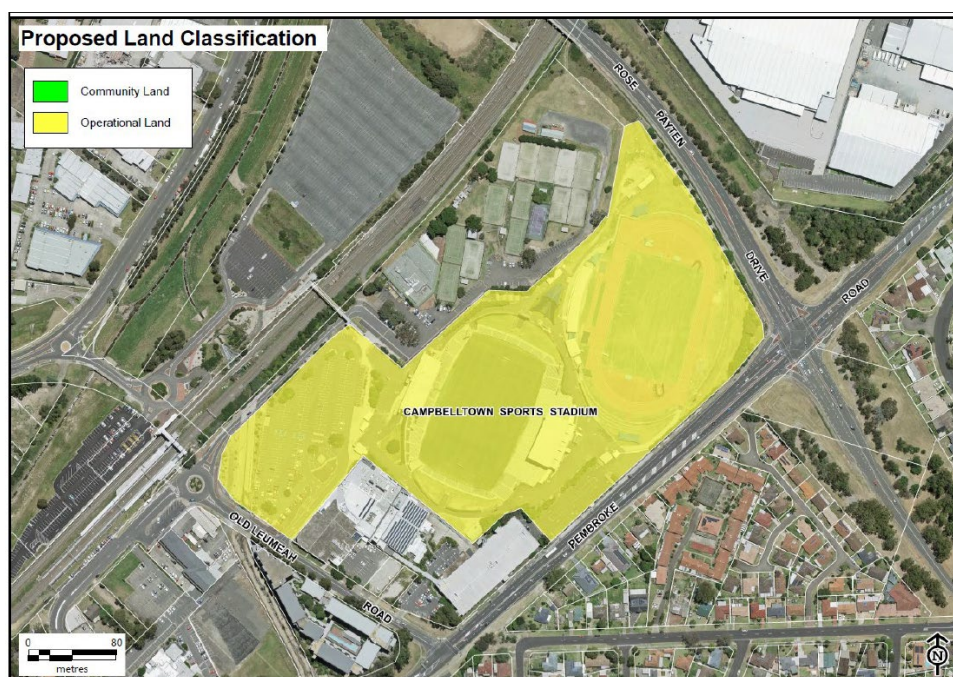 Proposed Land Classification
Community Land
Operational Land
ROSE PAYTEN DRIVE
PEMBROKE ROAD
CAMPBELLTOWN SPORTS STADIUM
OLD LEUMEAH ROAD
0 80
metres
N